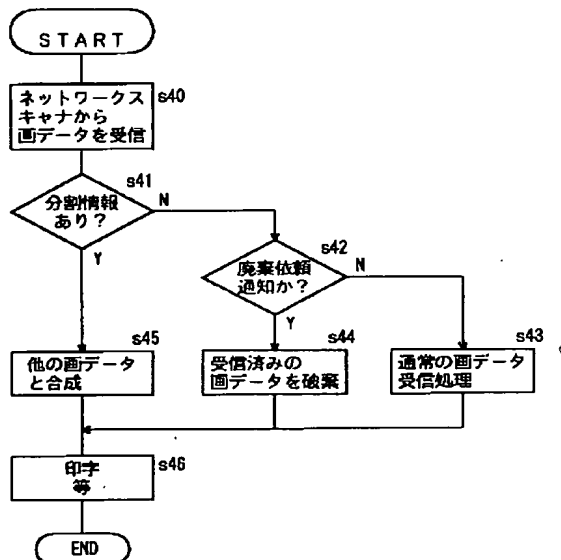 START
ネットワークス
キャナから
画データを受信
s40
s41
分割情報
あり？
N
Y
s42
廃棄依頼
通知か？
N
Y
s45
他の画データ
と合成
s44
受信済みの
画データを破棄
s43
通常の画データ
受信処理
印字
等
s46
END